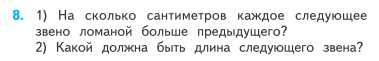 8. 1) На сколько сантиметров каждое следующее
звено ломаной больше предыдущего?
2) Какой должна быть длина следующего звена?